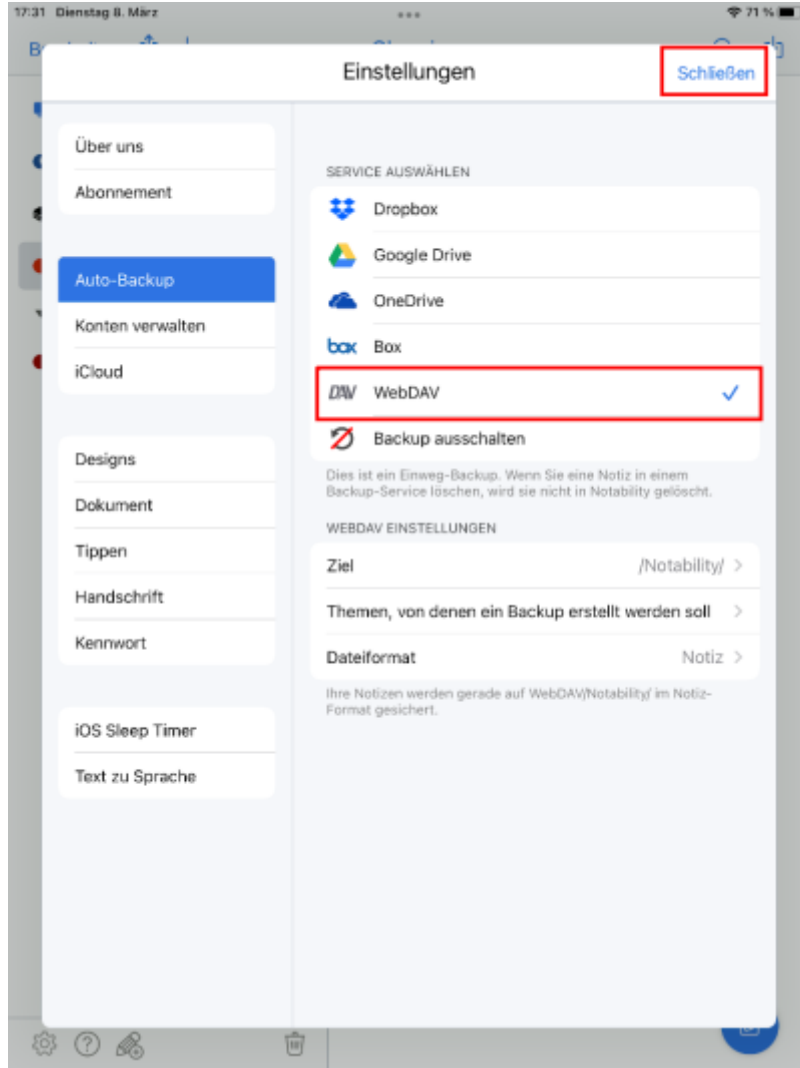 17:31 Dienstag 8. März
71 %
Einstellungen
Schließen
Über uns
Abonnement
Auto-Backup
Konten verwalten
iCloud
Designs
Dokument
Tippen
Handschrift
Kennwort
iOS Sleep Timer
Text zu Sprache
SERVICE AUSWÄHLEN
Dropbox
Google Drive
OneDrive
box Box
DAV WebDAV
Backup ausschalten
Dies ist ein Einweg-Backup. Wenn Sie eine Notiz in einem
Backup-Service löschen, wird sie nicht in Notability gelöscht.
WEBDAV EINSTELLUNGEN
Ziel /Notability/
Themen, von denen ein Backup erstellt werden soll
Dateiformat Notiz
Ihre Notizen werden gerade auf WebDAV/Notability/ im Notiz-
Format gesichert.